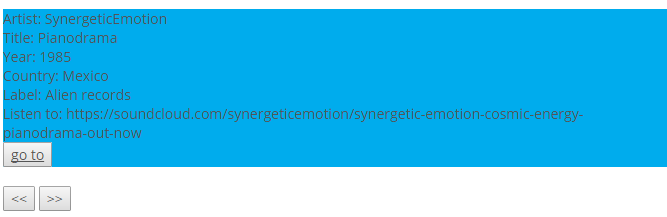 Artist: SynergeticEmotion
Title: Pianodrama
Year: 1985
Country: Mexico
Label: Alien records
Listen to: https://soundcloud.com/synergeticemotion/synergetic-emotion-cosmic-energy-
pianodrama-out-now
go to
<< >>